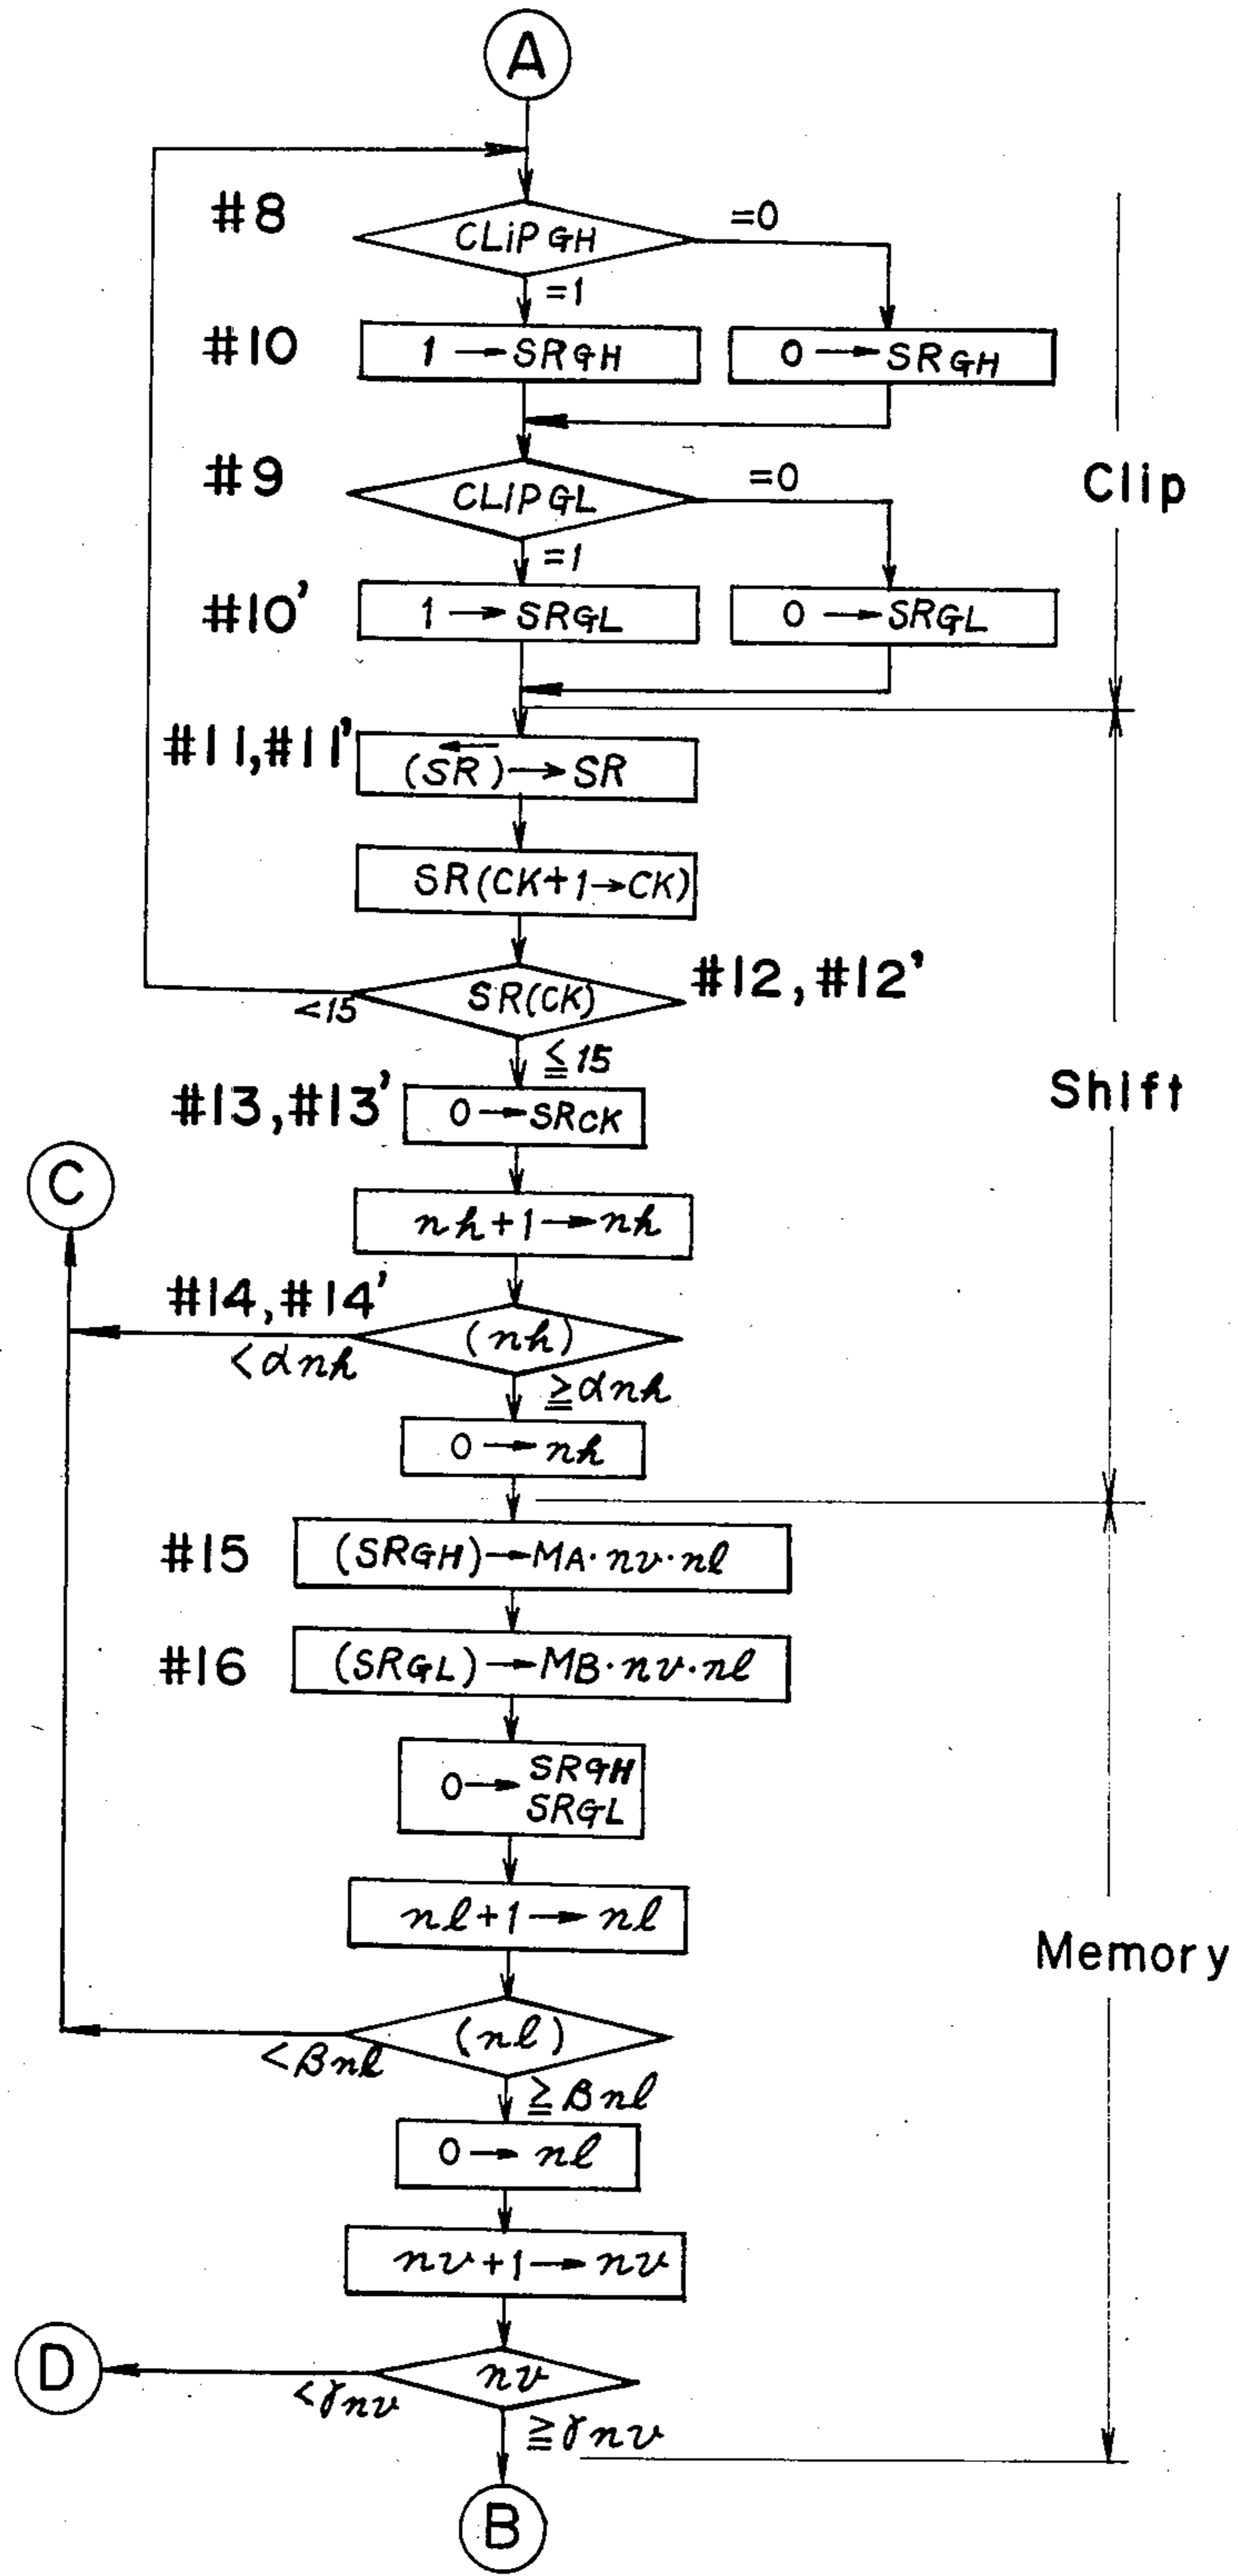 A
#8
CLiP GH
=0
=1
#10
1 → SRGH
0 → SRGH
#9
CLiP GL
=0
=1
Clip
#10'
1 → SRGL
0 → SRGL
#11, #11'
(SR) → SR
SR(CK+1→CK)
SR(CK)
#12, #12'
<15
≦15
#13, #13'
0 → SRCK
Shift
C
nh+1 → nh
#14, #14'
(nh)
<αnh
≧αnh
0 → nh
#15
(SRGH) → MA·nv·nl
#16
(SRGL) → MB·nv·nl
0 → SRGH
SRGL
nl+1 → nl
Memory
(nl)
<βnl
≧βnl
0 → nl
nv+1 → nv
D
nv
<γnv
≧γnv
B